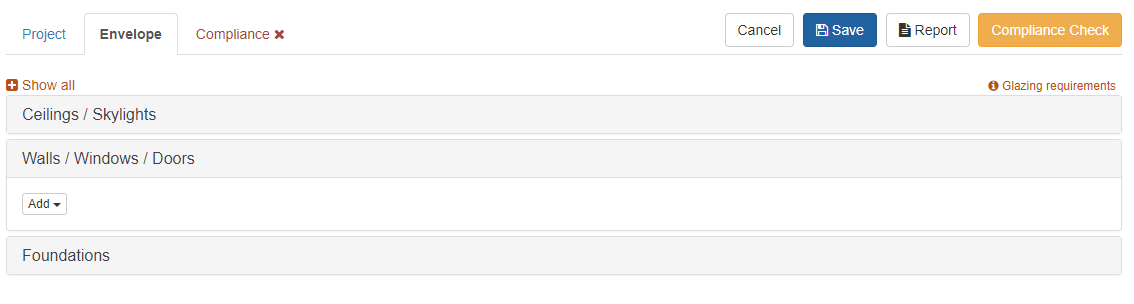 Project Envelope Compliance Cancel Save Report Compliance Check
Show all Glazing requirements
Ceilings / Skylights
Walls / Windows / Doors
Add
Foundations